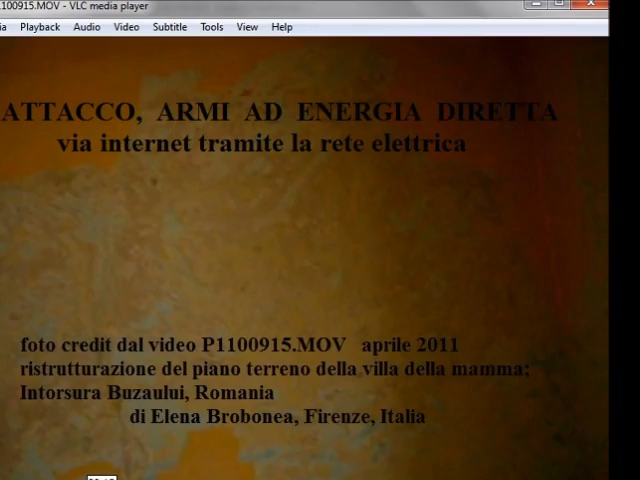 1100915.MOV - VLC media player
ia Playback Audio Video Subtitle Tools View Help
ATTACCO, ARMI AD ENERGIA DIRETTA
via internet tramite la rete elettrica
foto credit dal video P1100915.MOV aprile 2011
ristrutturazione del piano terreno della villa della mamma;
Intorsura Buzaului, Romania
di Elena Brobonea, Firenze, Italia